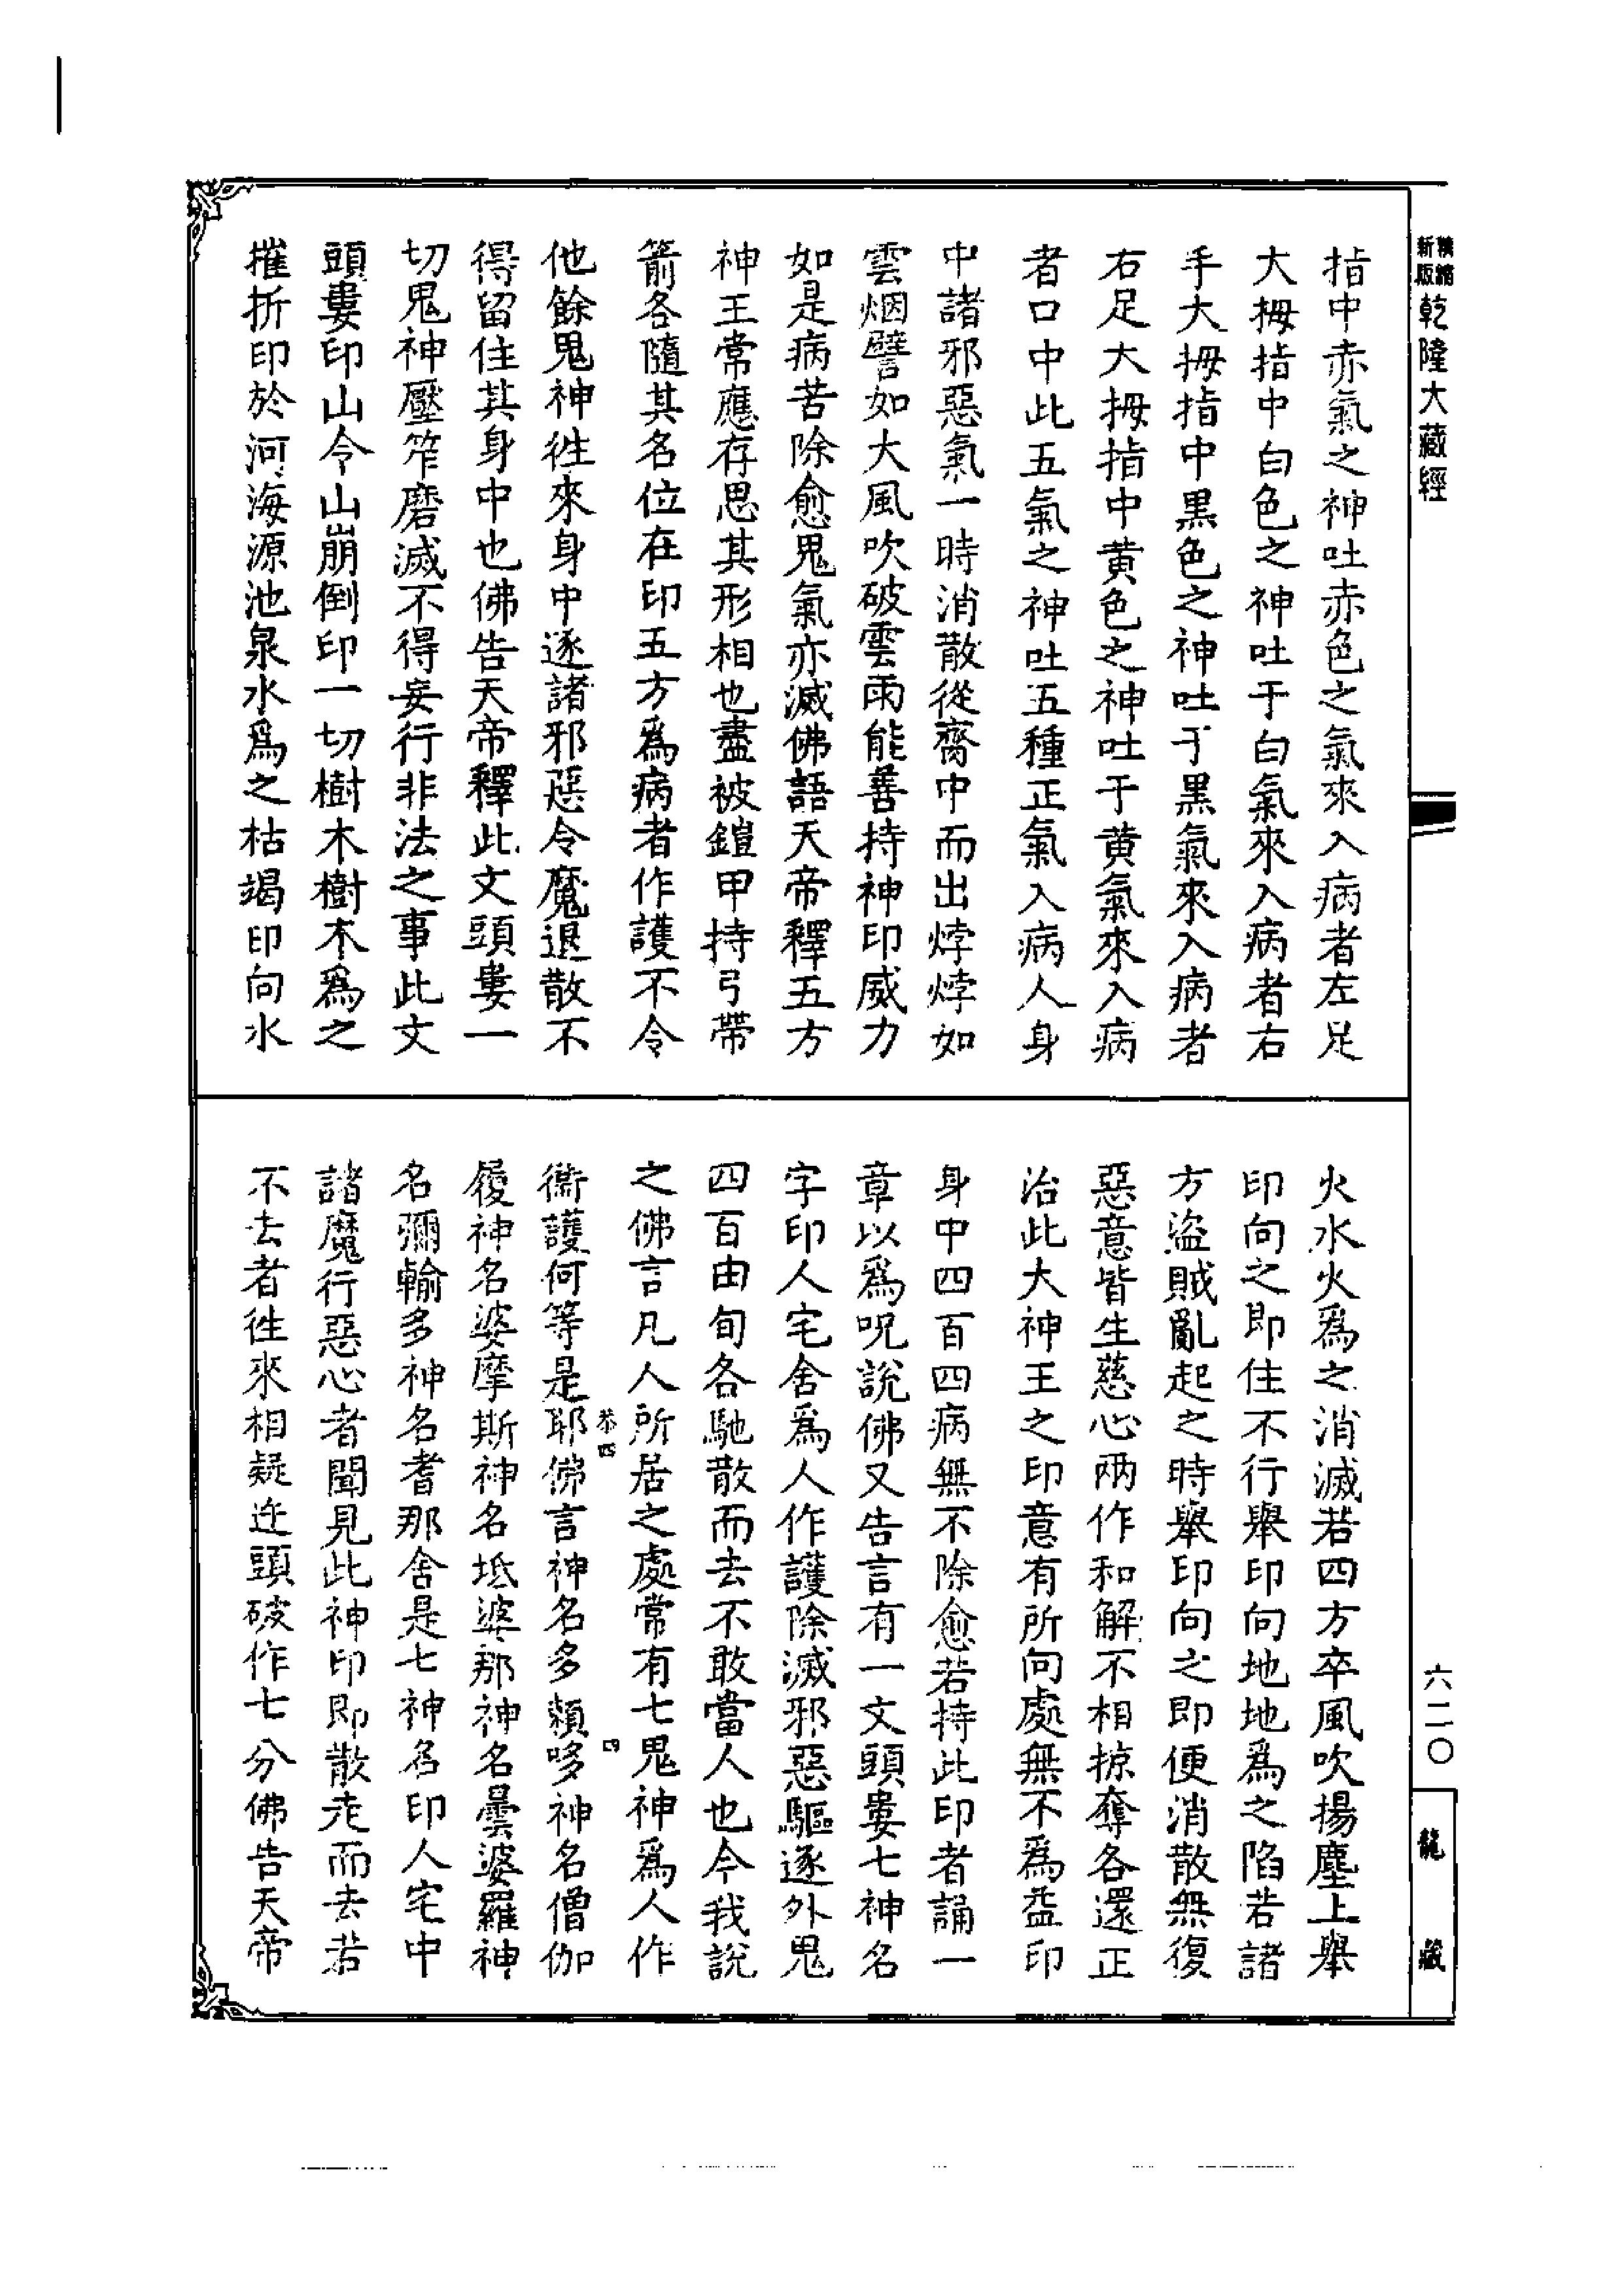 精縮新版乾隆大藏經
指中赤氣之神吐赤色之氣來入病者左足
大拇指中白色之神吐于白氣來入病者右
手大拇指中黒色之神吐于黒氣來入病者
右足大拇指中黄色之神吐于黄氣來入病
者口中此五氣之神吐五種正氣入病人身
中諸邪惡氣一時消散從齎中而出㶿㶿如
雲烟譬如大風吹破雲雨能善持神印威力
如是病苦除愈鬼氣亦滅佛語天帝釋五方
神王常應存思其形相也盡被鎧甲持弓帶
箭各隨其名位在印五方爲病者作護不令
他餘鬼神徃來身中逐諸邪惡令魔退散不
得留住其身中也佛告天帝釋此文頭婁一
切鬼神壓笮磨滅不得妄行非法之事此文
頭婁印山令山崩倒印一切樹木樹木爲之
摧折印於河海源池泉水爲之枯竭印向水
火水火爲之消滅若四方卒風吹揚塵上舉
印向之即住不行舉印向地地爲之陷若諸
方盜賊亂起之時舉印向之即便消散無復
惡意皆生慈心兩作和解不相掠奪各還正
治此大神王之印意有所向處無不爲益印
身中四百四病無不除愈若持此印者誦一
章以爲呪說佛又告言有一文頭婁七神名
字印人宅舍爲人作護除滅邪惡驅逐外鬼
四百由旬各馳散而去不敢當人也今我說
之佛言凡人所居之處常有七鬼神爲人作
恭四 四
衞護何等是耶佛言神名多賴哆神名僧伽
履神名婆摩斯神名坻婆那神名曇婆羅神
名彌輸多神名耆那舍是七神名印人宅中
諸魔行惡心者聞見此神印即散走而去若
不去者徃來相疑近頭破作七分佛告天帝
六二〇
龍藏